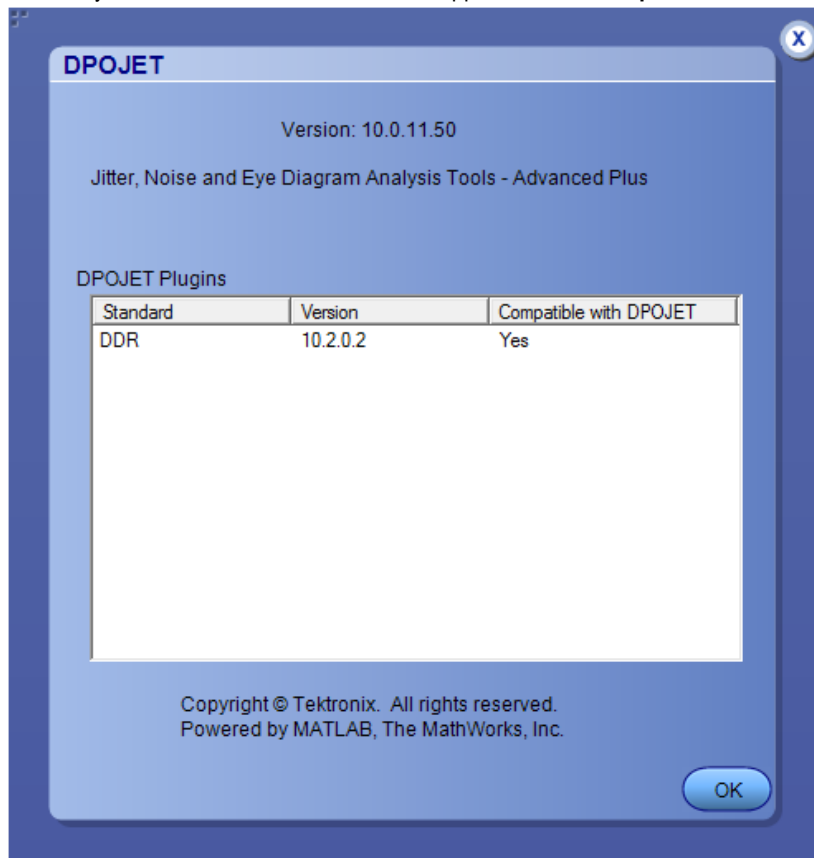 X
DPOJET
Version: 10.0.11.50
Jitter, Noise and Eye Diagram Analysis Tools - Advanced Plus
DPOJET Plugins
Standard Version Compatible with DPOJET
DDR 10.2.0.2 Yes
Copyright © Tektronix. All rights reserved.
Powered by MATLAB, The MathWorks, Inc.
OK